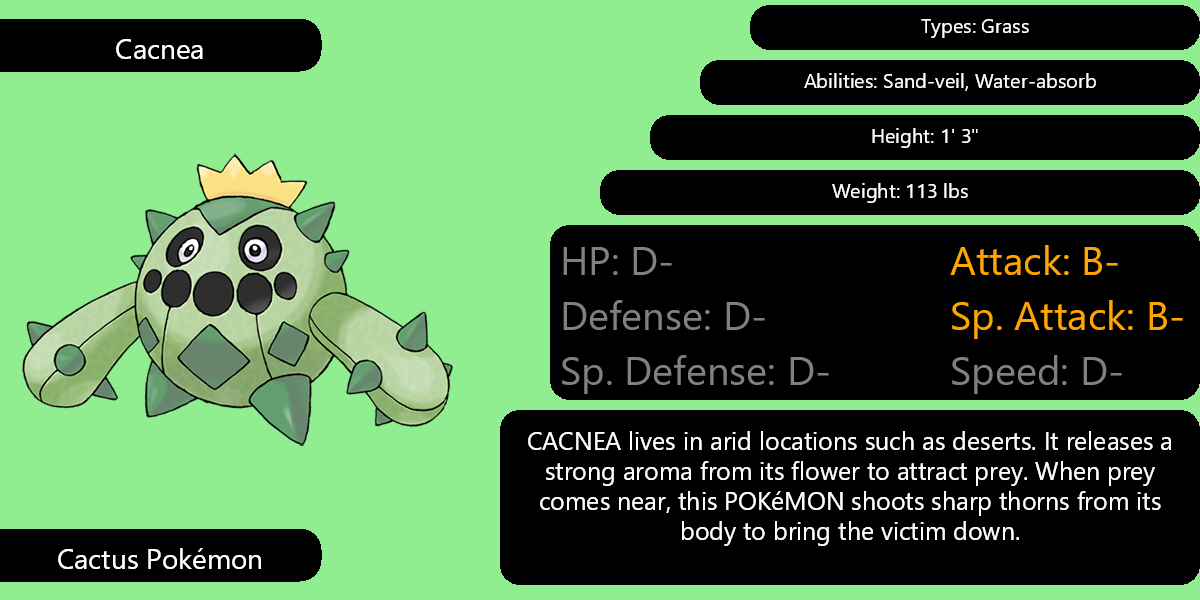 Cacnea
Types: Grass
Abilities: Sand-veil, Water-absorb
Height: 1' 3"
Weight: 113 lbs
HP: D-
Attack: B-
Defense: D-
Sp. Attack: B-
Sp. Defense: D-
Speed: D-
CACNEA lives in arid locations such as deserts. It releases a
strong aroma from its flower to attract prey. When prey
comes near, this POKéMON shoots sharp thorns from its
body to bring the victim down.
Cactus Pokémon